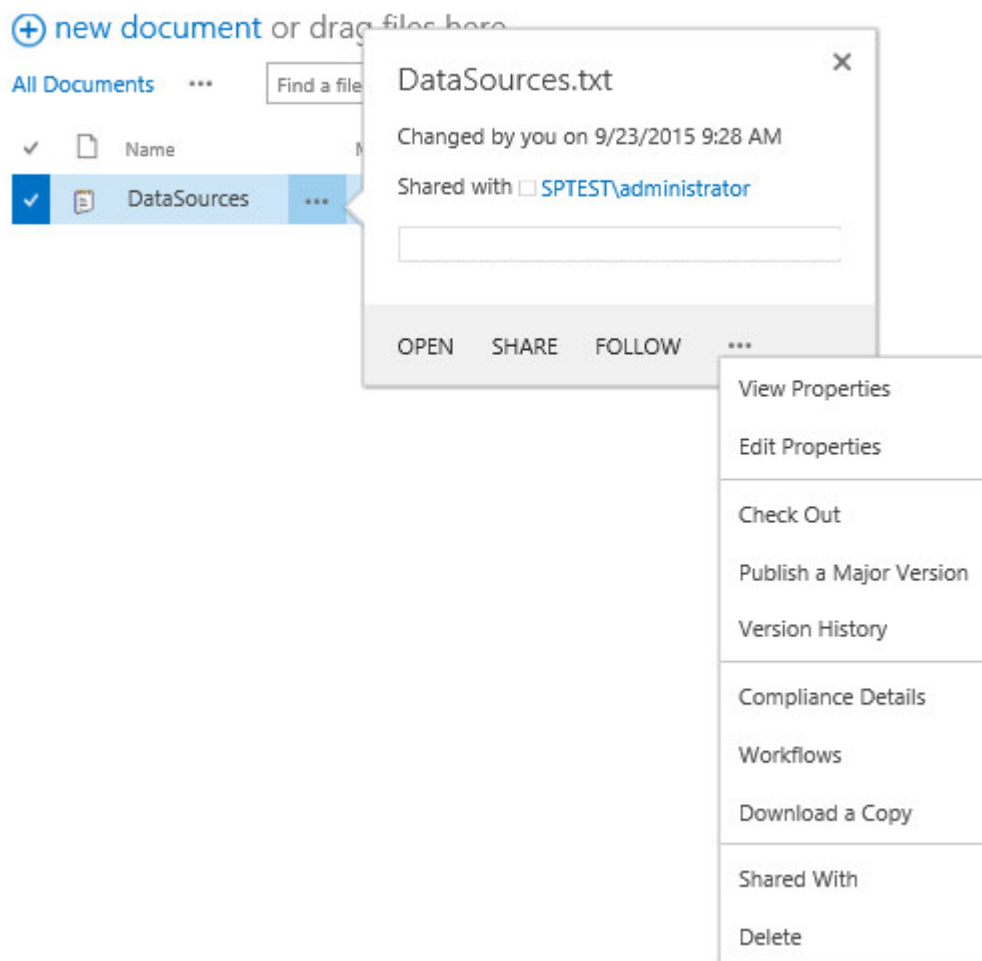 new document or drag files here
All Documents ...
Find a file
Name
DataSources ...
DataSources.txt
Changed by you on 9/23/2015 9:28 AM
Shared with SPTEST\administrator
OPEN SHARE FOLLOW ...
View Properties
Edit Properties
Check Out
Publish a Major Version
Version History
Compliance Details
Workflows
Download a Copy
Shared With
Delete